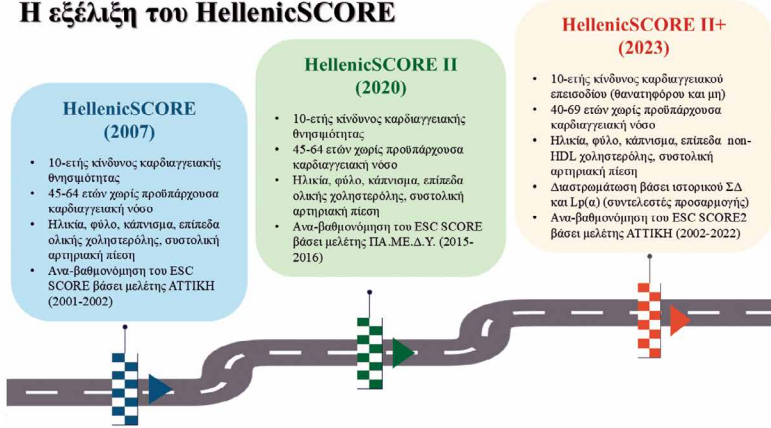 Η εξέλιξη του HellenicSCORE
HellenicSCORE
(2007)
• 10-ετής κίνδυνος καρδιαγγειακής
θνησιμότητας
• 45-64 ετών χωρίς προϋπάρχουσα
καρδιαγγειακή νόσο
• Ηλικία, φύλο, κάπνισμα, επίπεδα
ολικής χοληστερόλης, συστολική
αρτηριακή πίεση
• Ανα-βαθμονόμηση του ESC
SCORE βάσει μελέτης ΑΤΤΙΚΗ
(2001-2002)
HellenicSCORE II
(2020)
• 10-ετής κίνδυνος καρδιαγγειακής
θνησιμότητας
• 45-64 ετών χωρίς προϋπάρχουσα
καρδιαγγειακή νόσο
• Ηλικία, φύλο, κάπνισμα, επίπεδα
ολικής χοληστερόλης, συστολική
αρτηριακή πίεση
• Ανα-βαθμονόμηση του ESC SCORE
βάσει μελέτης ΠΑ.ΜΕ.Δ.Υ. (2015-
2016)
HellenicSCORE II+
(2023)
• 10-ετής κίνδυνος καρδιαγγειακού
επεισοδίου (θανατηφόρου και μη)
• 40-69 ετών χωρίς προϋπάρχουσα
καρδιαγγειακή νόσο
• Ηλικία, φύλο, κάπνισμα, επίπεδα non-
HDL χοληστερόλης, συστολική
αρτηριακή πίεση
• Διαστρωμάτωση βάσει ιστορικού ΣΔ
και Lp(α) (συντελεστές προσαρμογής)
• Ανα-βαθμονόμηση του ESC SCORE2
βάσει μελέτης ΑΤΤΙΚΗ (2002-2022)